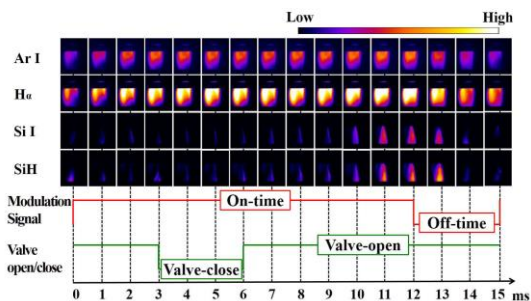 Low High
Ar I
Hα
Si I
SiH
Modulation
Signal
On-time
Off-time
Valve
open/close
Valve-close
Valve-open
0 1 2 3 4 5 6 7 8 9 10 11 12 13 14 15 ms